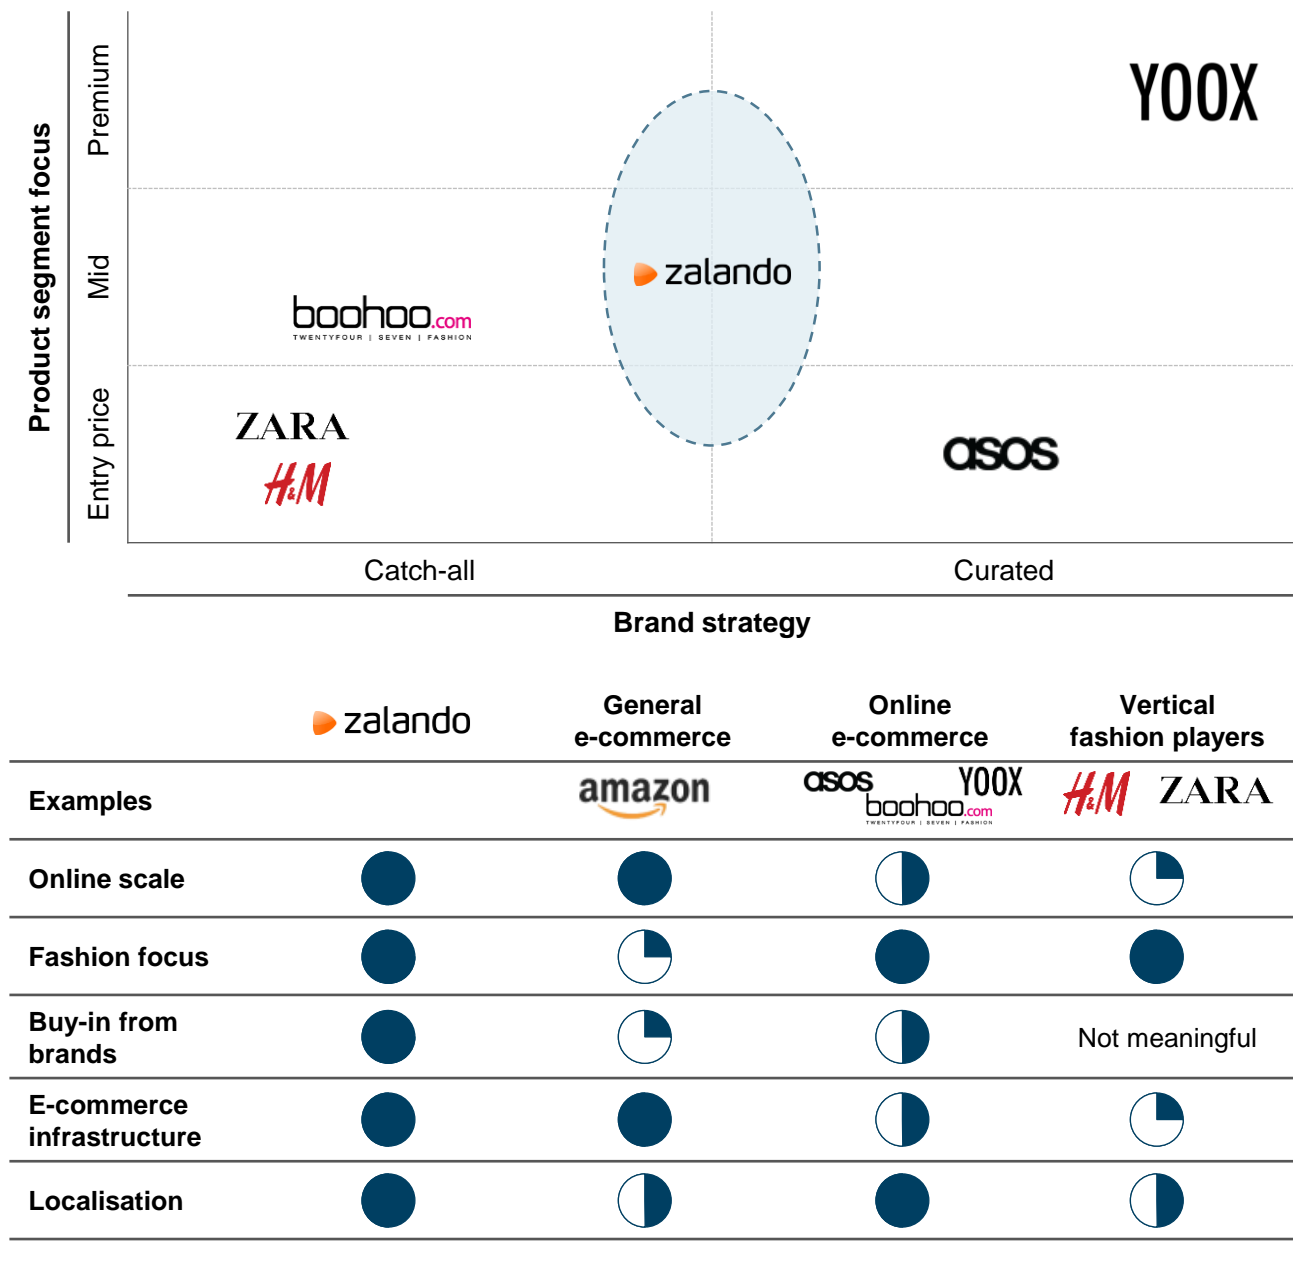 Product segment focus
Premium
Mid
Entry price
YOOX
zalando
boohoo.com
TWENTYFOUR | SEVEN | FASHION
ZARA
H&M
asos
Catch-all
Curated
Brand strategy
zalando
General
e-commerce
Online
e-commerce
Vertical
fashion players
Examples
amazon
asos
YOOX
boohoo.com
TWENTYFOUR | SEVEN | FASHION
H&M
ZARA
Online scale
Fashion focus
Buy-in from
brands
Not meaningful
E-commerce
infrastructure
Localisation